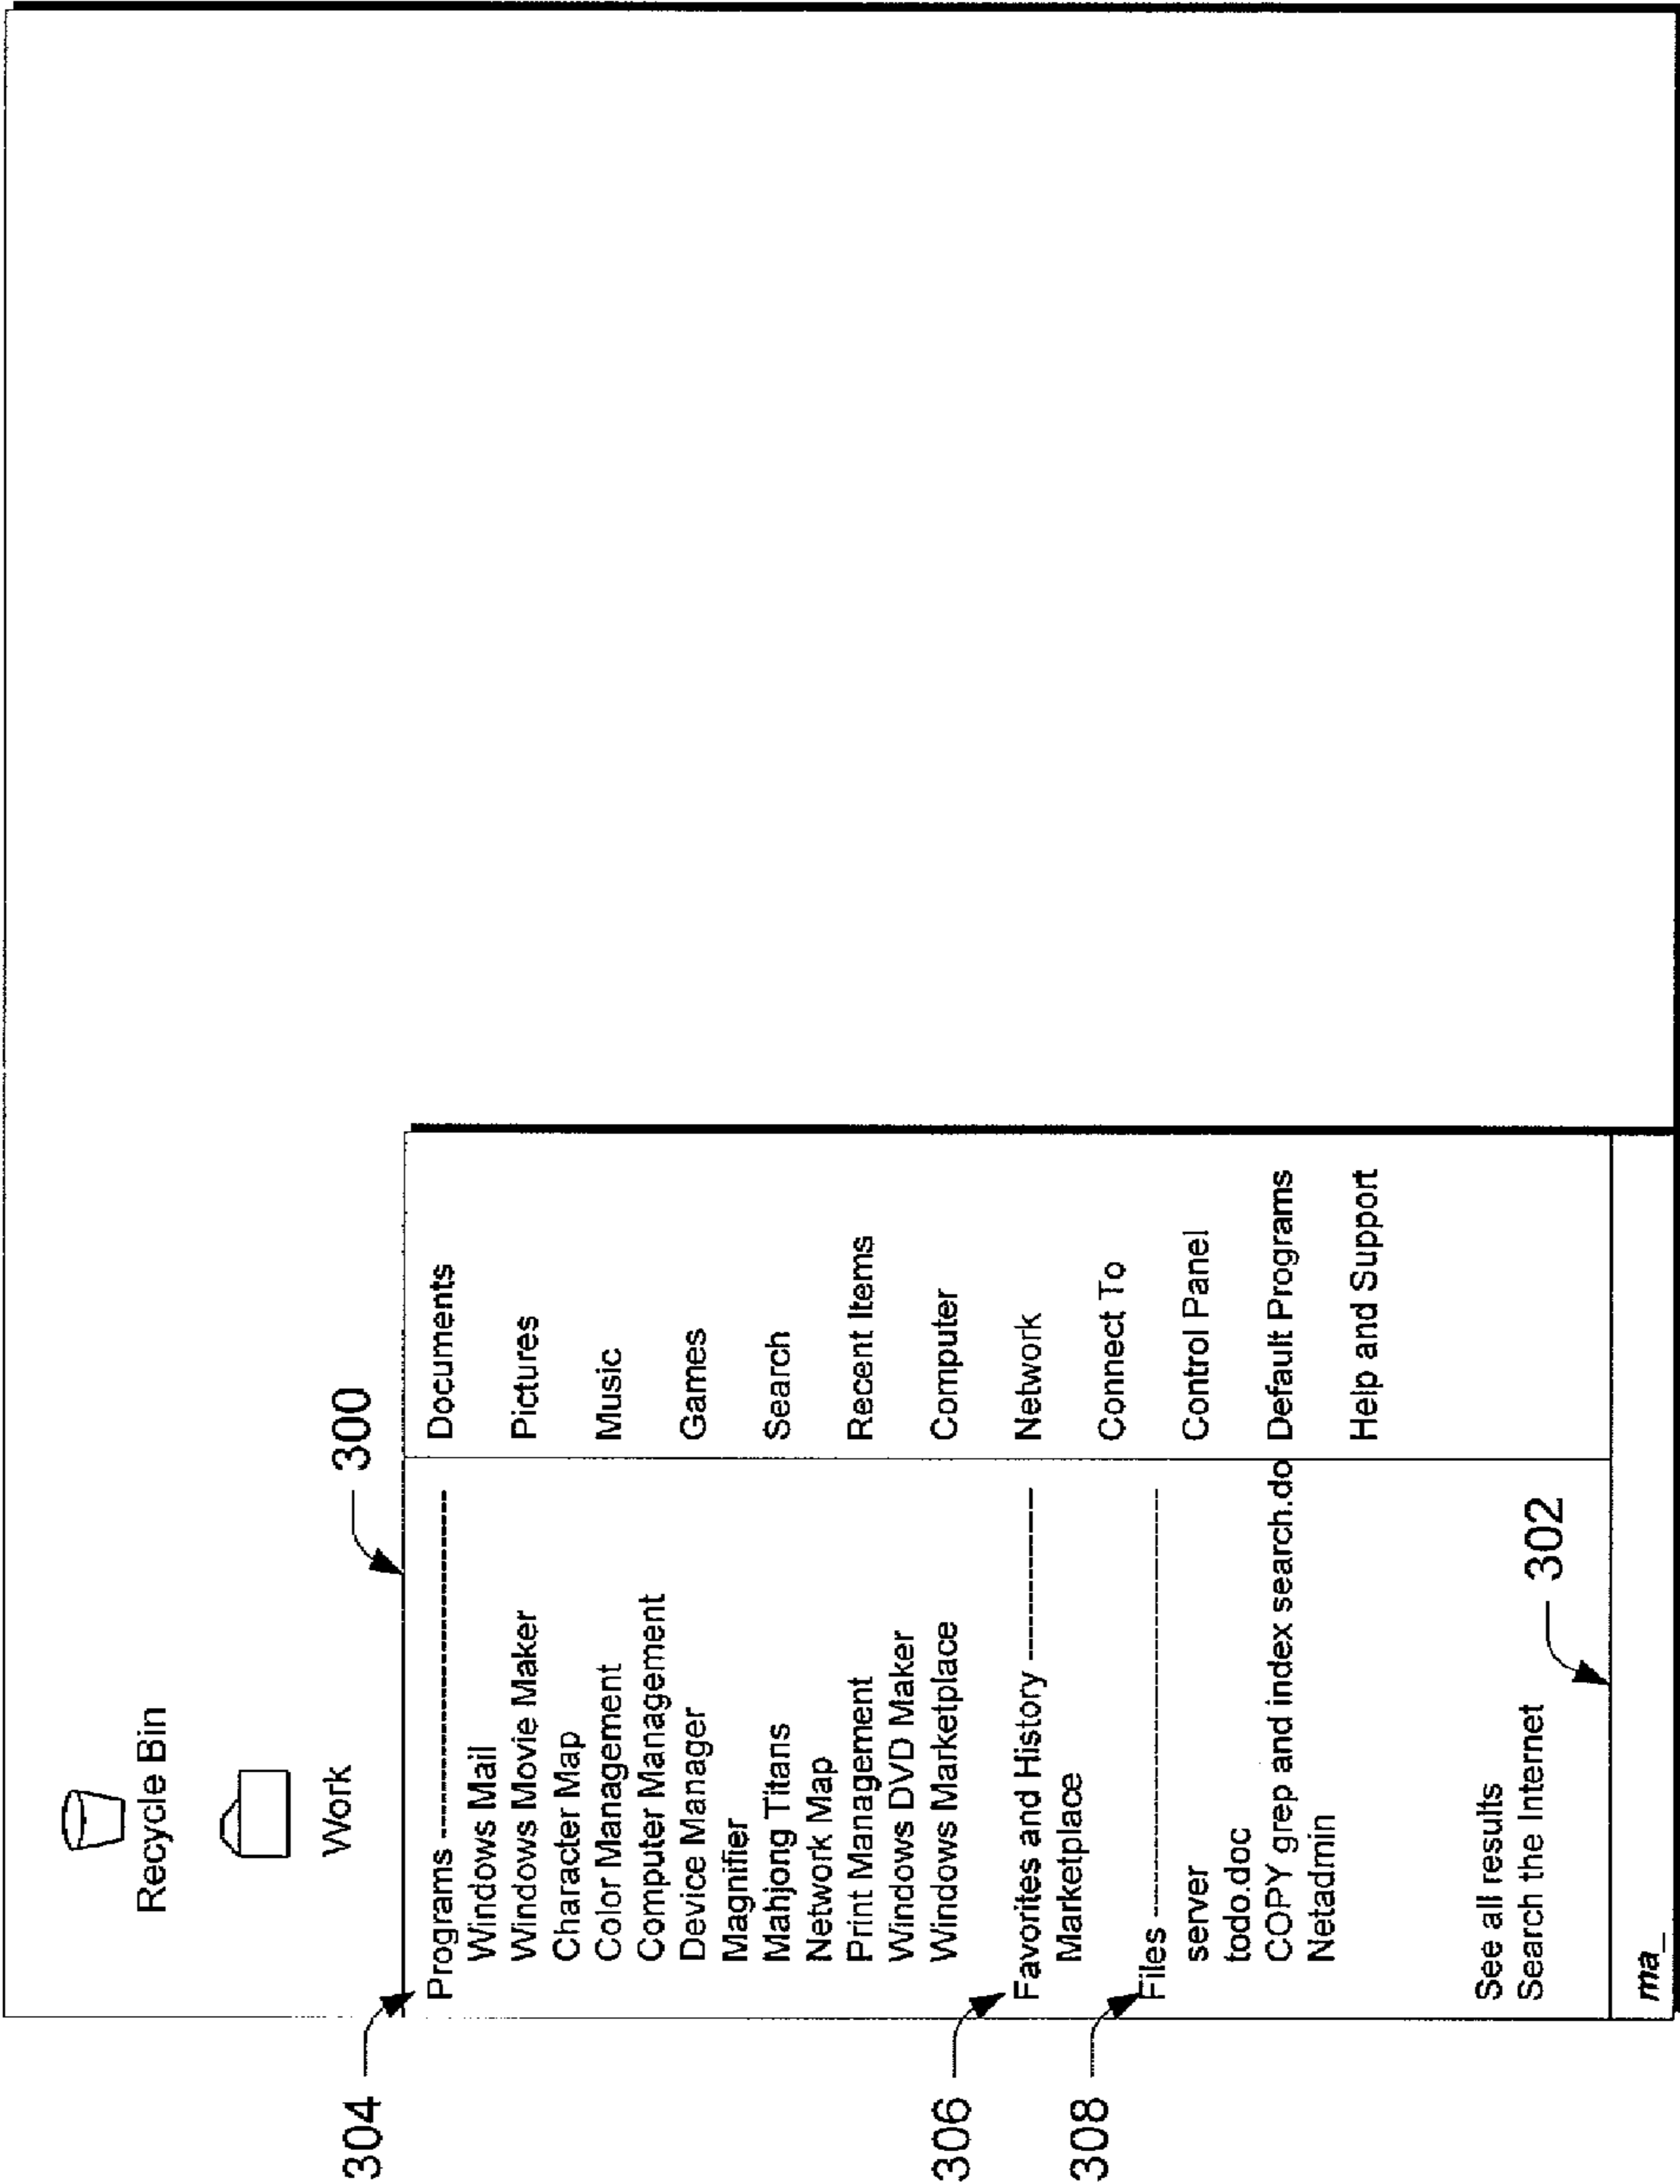 Recycle Bin
Work
300
304
Programs ----------------------------------------
Windows Mail
Windows Movie Maker
Character Map
Color Management
Computer Management
Device Manager
Magnifier
Mahjong Titans
Network Map
Print Management
Windows DVD Maker
Windows Marketplace
306
Favorites and History --------------------
Marketplace
308
Files ----------------------------------------
server
todo.doc
COPY grep and index search.do
Netadmin
See all results
Search the Internet
302
ma_
Documents
Pictures
Music
Games
Search
Recent Items
Computer
Network
Connect To
Control Panel
Default Programs
Help and Support